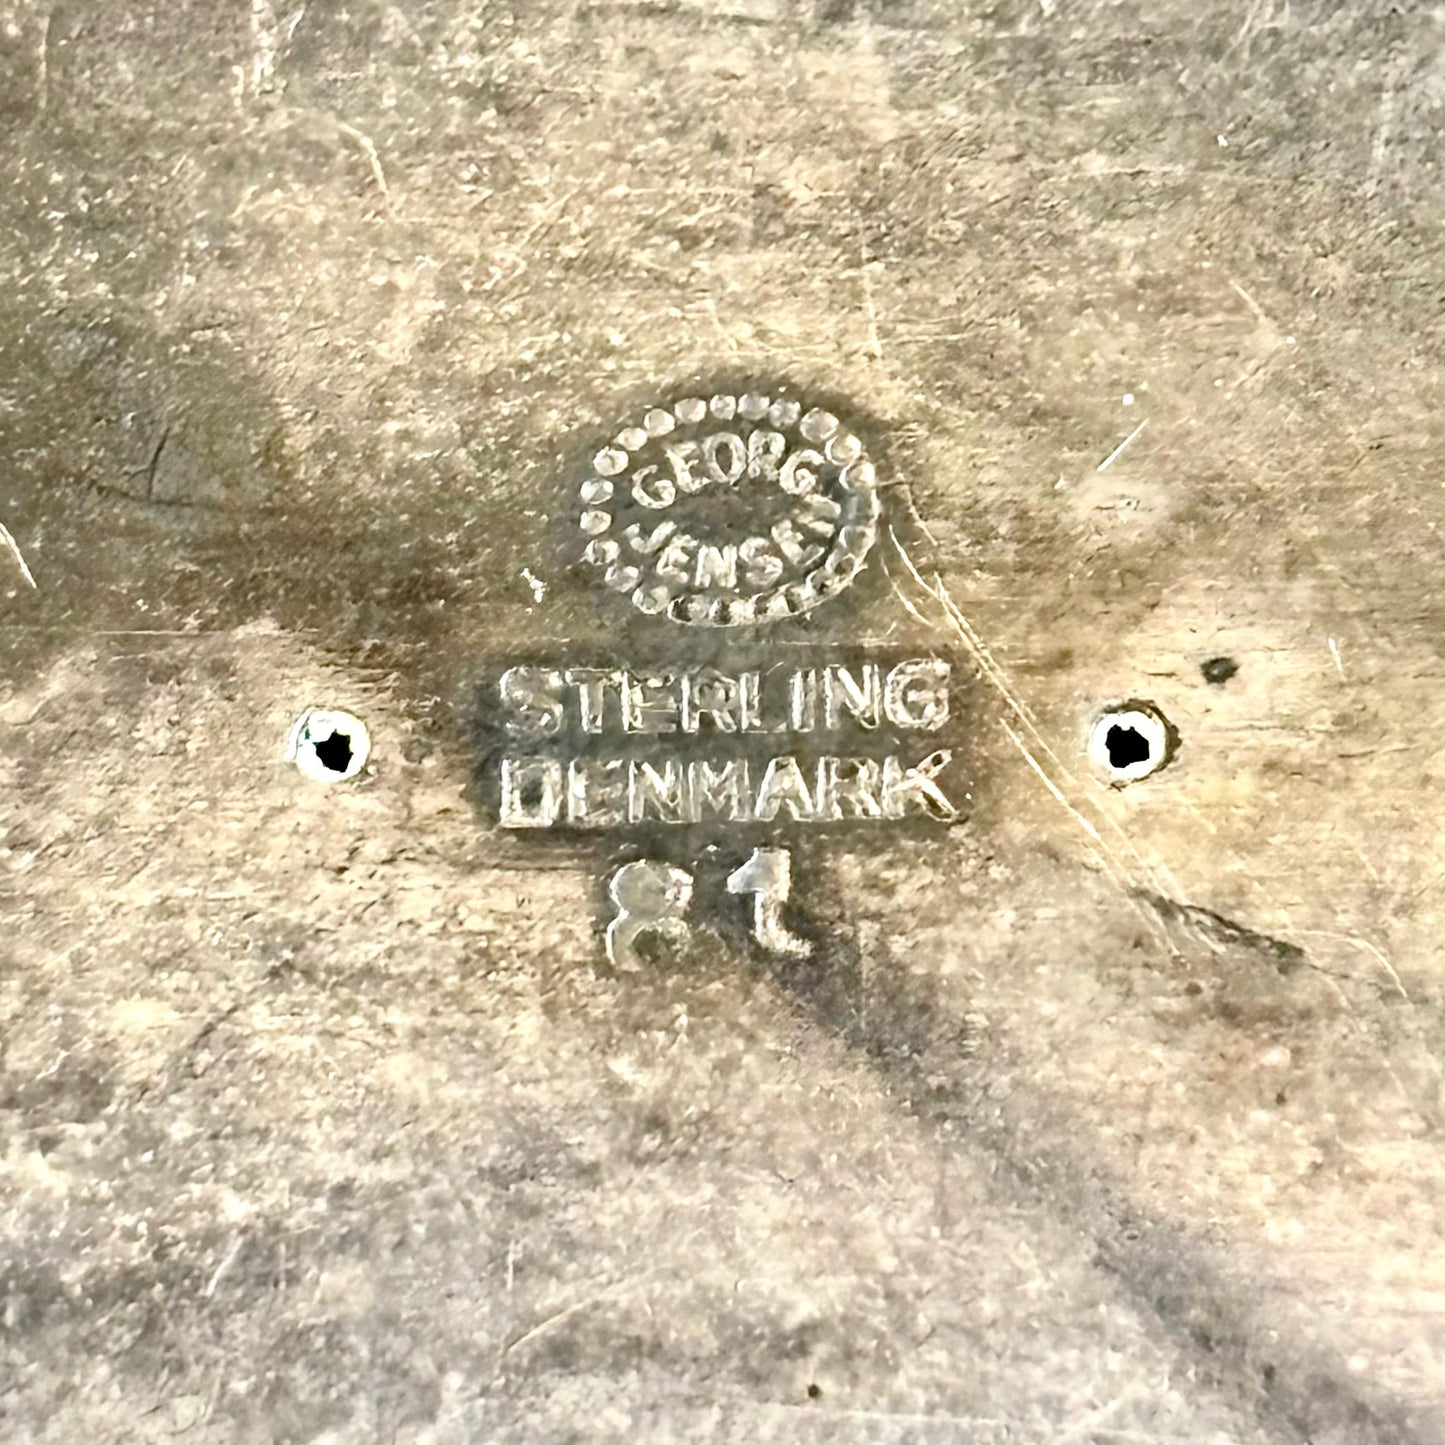 GEORG
JENSEN
STERLING
DENMARK
81